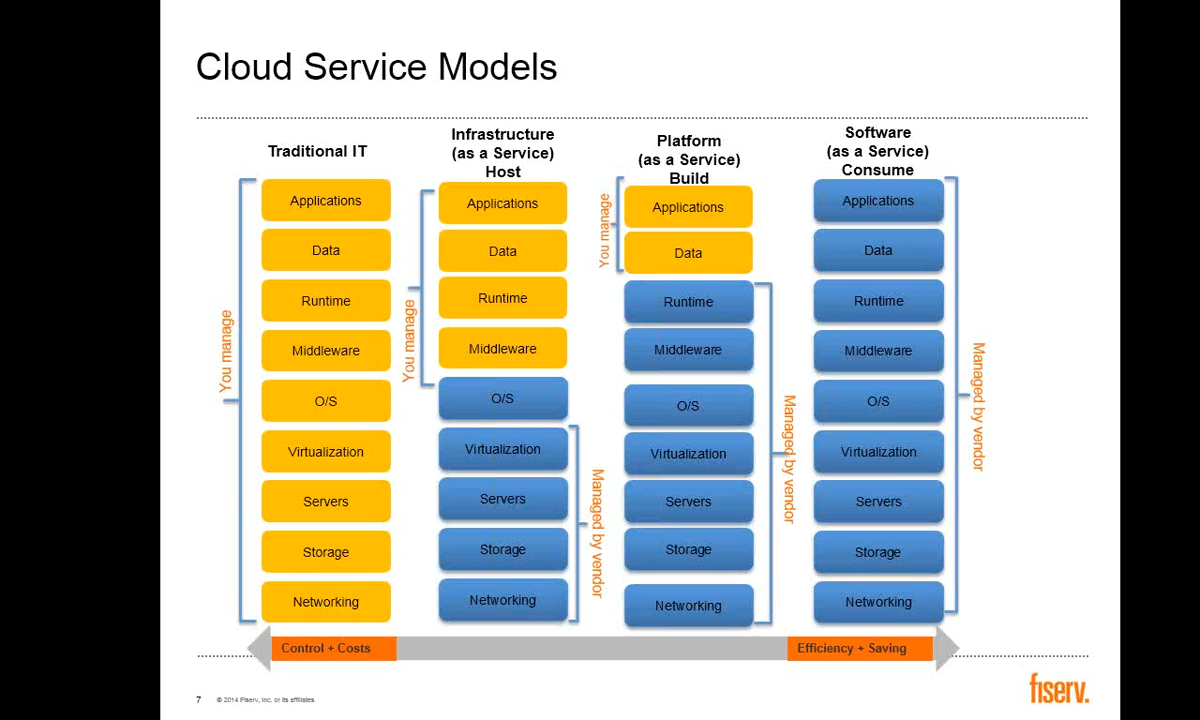 Cloud Service Models
Traditional IT
You manage
Applications
Data
Runtime
Middleware
O/S
Virtualization
Servers
Storage
Networking
Infrastructure
(as a Service)
Host
You manage
Applications
Data
Runtime
Middleware
O/S
Virtualization
Servers
Storage
Networking
Managed by vendor
Platform
(as a Service)
Build
You manage
Applications
Data
Runtime
Middleware
O/S
Virtualization
Servers
Storage
Networking
Managed by vendor
Software
(as a Service)
Consume
Applications
Data
Runtime
Middleware
O/S
Virtualization
Servers
Storage
Networking
Managed by vendor
Control + Costs
Efficiency + Saving
7
© 2014 Fiserv, Inc. or its affiliates.
fiserv.